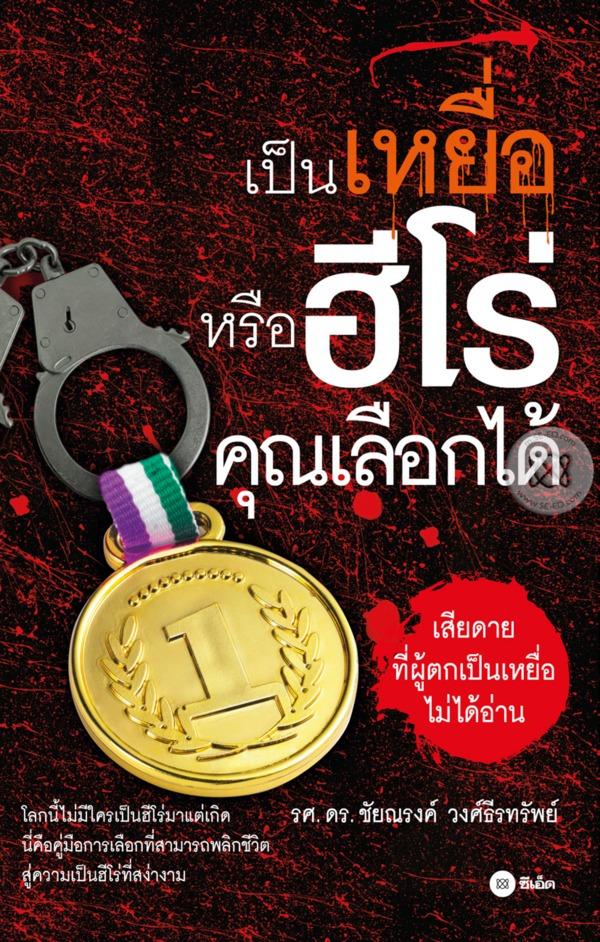 เป็นเหยื่อ
หรือฮีโร่
คุณเลือกได้
www.SE-ED.com
เสียดาย
ที่ผู้ตกเป็นเหยื่อ
ไม่ได้อ่าน
1
โลกนี้ไม่มีใครเป็นฮีโร่มาแต่เกิด
นี่คือคู่มือการเลือกที่สามารถพลิกชีวิต
สู่ความเป็นฮีโร่ที่สง่างาม
รศ. ดร. ชัยณรงค์ วงศ์ธีรทรัพย์
ซีเอ็ด